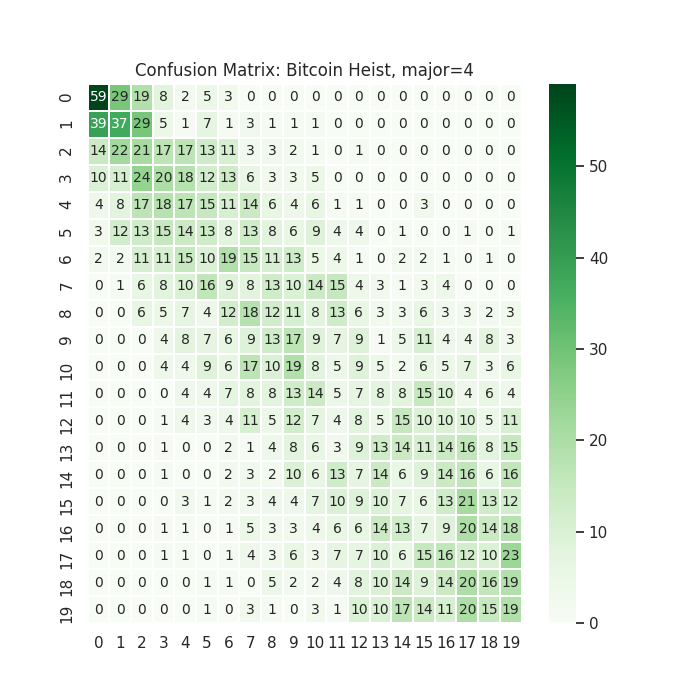 Confusion Matrix: Bitcoin Heist, major=4
0 59 29 19 8 2 5 3 0 0 0 0 0 0 0 0 0 0 0 0 0
1 39 37 29 5 1 7 1 3 1 1 1 0 0 0 0 0 0 0 0 0
2 14 22 21 17 17 13 11 3 3 2 1 0 1 0 0 0 0 0 0 0
3 10 11 24 20 18 12 13 6 3 3 5 0 0 0 0 0 0 0 0 0
4 4 8 17 18 17 15 11 14 6 4 6 1 1 0 0 3 0 0 0 0
5 3 12 13 15 14 13 8 13 8 6 9 4 4 0 1 0 0 1 0 1
6 2 2 11 11 15 10 19 15 11 13 5 4 1 0 2 2 1 0 1 0
7 0 1 6 8 10 16 9 8 13 10 14 15 4 3 1 3 4 0 0 0
8 0 0 6 5 7 4 12 18 12 11 8 13 6 3 3 6 3 3 2 3
9 0 0 0 4 8 7 6 9 13 17 9 7 9 1 5 11 4 4 8 3
10 0 0 0 4 4 9 6 17 10 19 8 5 9 5 2 6 5 7 3 6
11 0 0 0 0 4 4 7 8 8 13 14 5 7 8 8 15 10 4 6 4
12 0 0 0 1 4 3 4 11 5 12 7 4 8 5 15 10 10 10 5 11
13 0 0 0 1 0 0 2 1 4 8 6 3 9 13 14 11 14 16 8 15
14 0 0 0 1 0 0 2 3 2 10 6 13 7 14 6 9 14 16 6 16
15 0 0 0 0 3 1 2 3 4 4 7 10 9 10 7 6 13 21 13 12
16 0 0 0 1 1 0 1 5 3 3 4 6 6 14 13 7 9 20 14 18
17 0 0 0 1 1 0 1 4 3 6 3 7 7 10 6 15 16 12 10 23
18 0 0 0 0 0 1 1 0 5 2 2 4 8 10 14 9 14 20 16 19
19 0 0 0 0 0 1 0 3 1 0 3 1 10 10 17 14 11 20 15 19
0 1 2 3 4 5 6 7 8 9 10 11 12 13 14 15 16 17 18 19
50
40
30
20
10
0